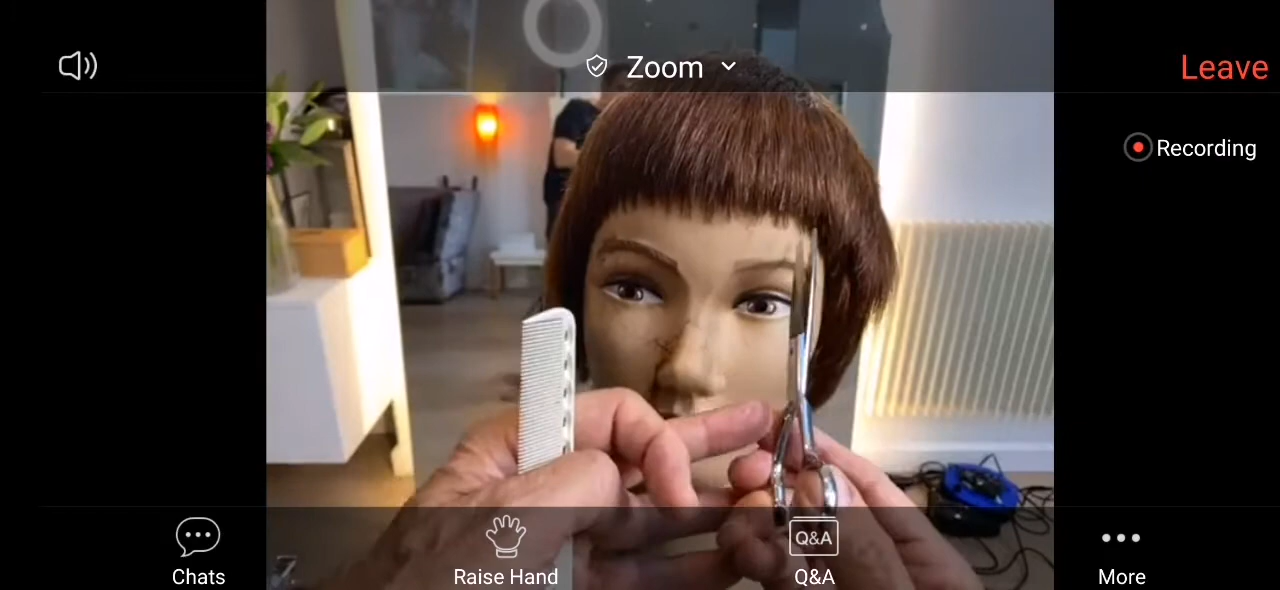 Zoom
Leave
Recording
Chats
Raise Hand
Q&A
Q&A
More